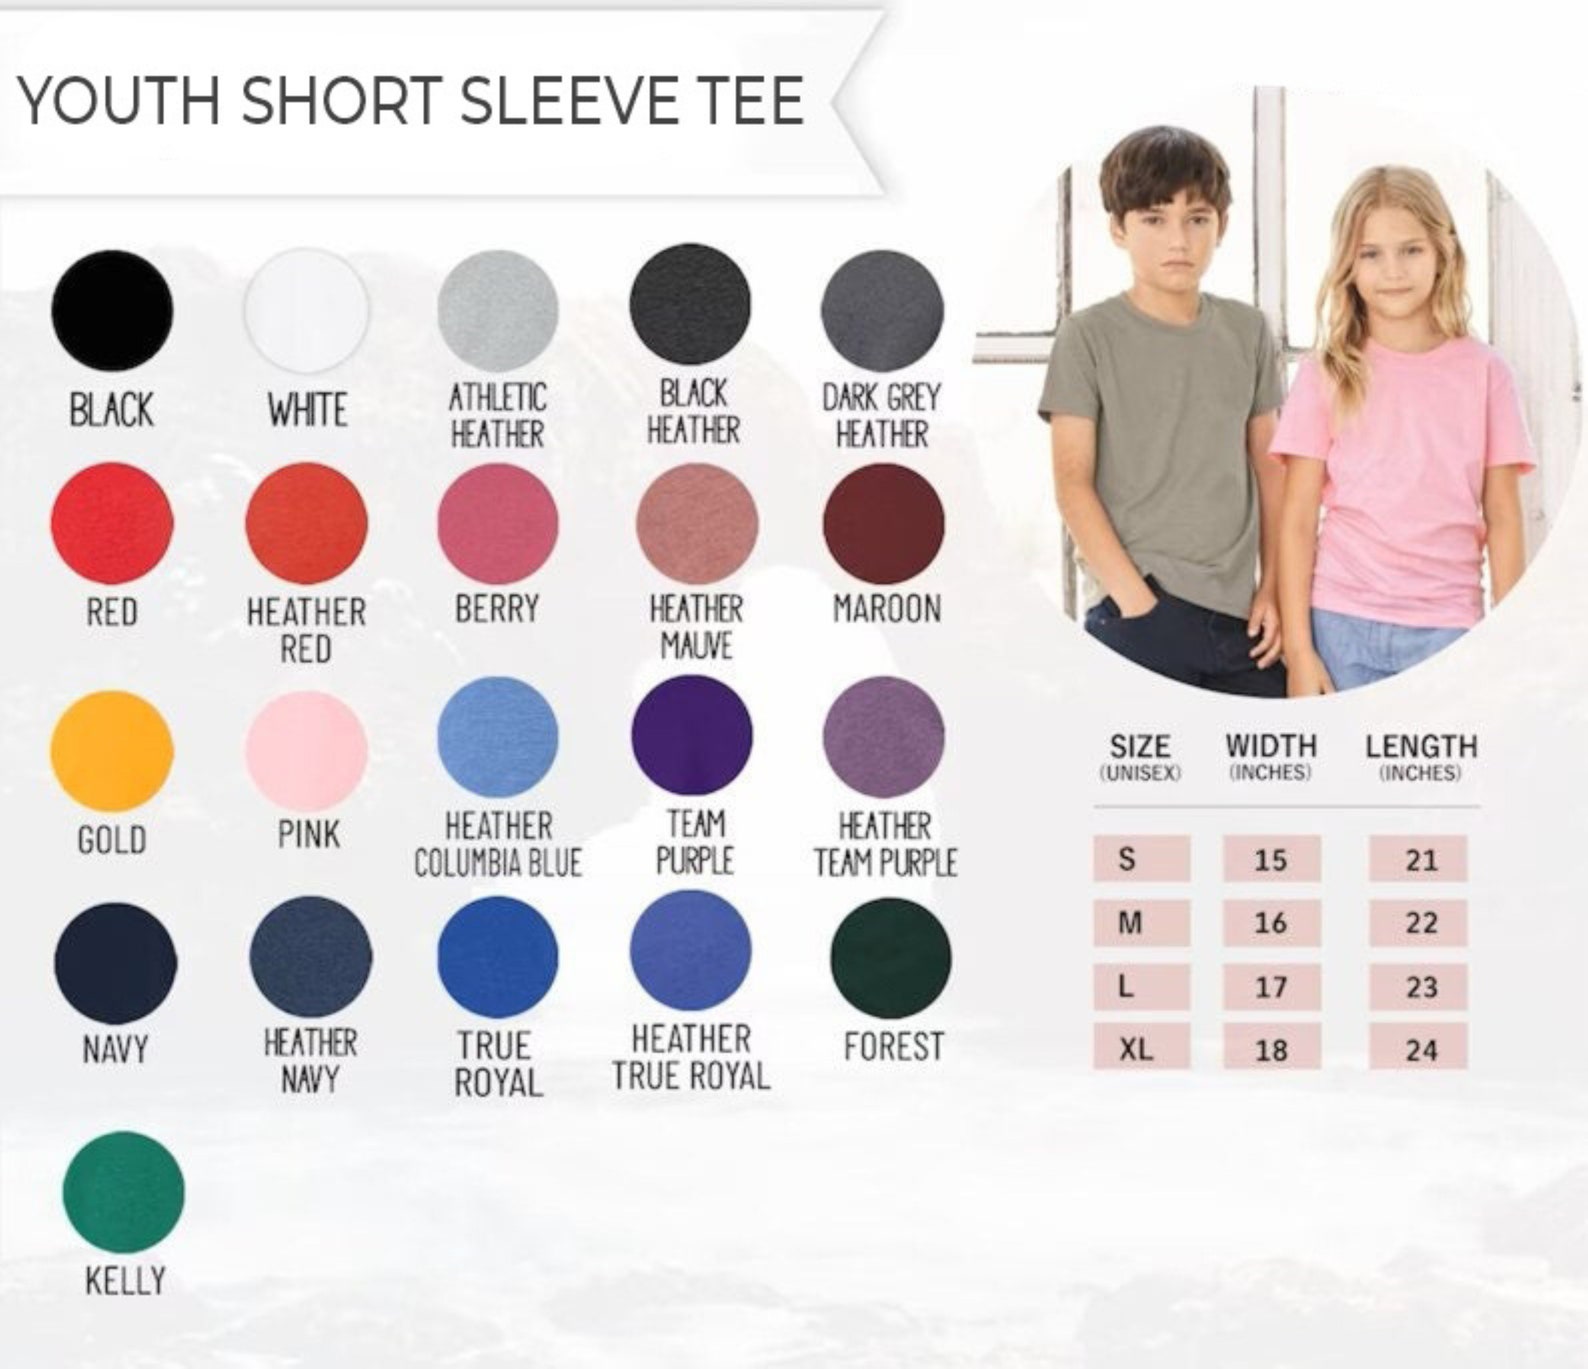 YOUTH SHORT SLEEVE TEE
BLACK
WHITE
ATHLETIC
HEATHER
BLACK
HEATHER
DARK GREY
HEATHER
RED
HEATHER
RED
BERRY
HEATHER
MAUVE
MAROON
GOLD
PINK
HEATHER
COLUMBIA BLUE
TEAM
PURPLE
HEATHER
TEAM PURPLE
NAVY
HEATHER
NAVY
TRUE
ROYAL
HEATHER
TRUE ROYAL
FOREST
KELLY
SIZE WIDTH LENGTH
(UNISEX) (INCHES) (INCHES)
S 15 21
M 16 22
L 17 23
XL 18 24